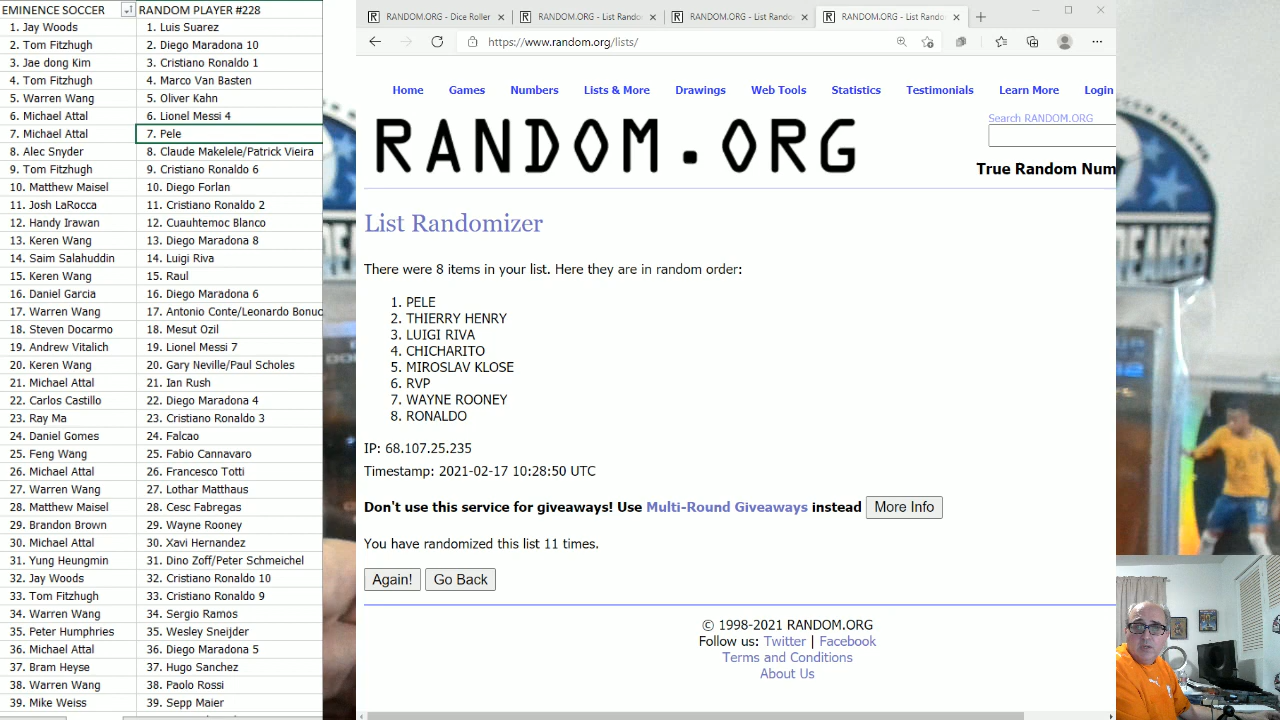 EMINENCE SOCCER RANDOM PLAYER #228
1. Jay Woods 1. Luis Suarez
2. Tom Fitzhugh 2. Diego Maradona 10
3. Jae dong Kim 3. Cristiano Ronaldo 1
4. Tom Fitzhugh 4. Marco Van Basten
5. Warren Wang 5. Oliver Kahn
6. Michael Attal 6. Lionel Messi 4
7. Michael Attal 7. Pele
8. Alec Snyder 8. Claude Makelele/Patrick Vieira
9. Tom Fitzhugh 9. Cristiano Ronaldo 6
10. Matthew Maisel 10. Diego Forlan
11. Josh LaRocca 11. Cristiano Ronaldo 2
12. Handy Irawan 12. Cuauhtemoc Blanco
13. Keren Wang 13. Diego Maradona 8
14. Saim Salahuddin 14. Luigi Riva
15. Keren Wang 15. Raul
16. Daniel Garcia 16. Diego Maradona 6
17. Warren Wang 17. Antonio Conte/Leonardo Bonuc
18. Steven Docarmo 18. Mesut Ozil
19. Andrew Vitalich 19. Lionel Messi 7
20. Keren Wang 20. Gary Neville/Paul Scholes
21. Michael Attal 21. Ian Rush
22. Carlos Castillo 22. Diego Maradona 4
23. Ray Ma 23. Cristiano Ronaldo 3
24. Daniel Gomes 24. Falcao
25. Feng Wang 25. Fabio Cannavaro
26. Michael Attal 26. Francesco Totti
27. Warren Wang 27. Lothar Matthaus
28. Matthew Maisel 28. Cesc Fabregas
29. Brandon Brown 29. Wayne Rooney
30. Michael Attal 30. Xavi Hernandez
31. Yung Heungmin 31. Dino Zoff/Peter Schmeichel
32. Jay Woods 32. Cristiano Ronaldo 10
33. Tom Fitzhugh 33. Cristiano Ronaldo 9
34. Warren Wang 34. Sergio Ramos
35. Peter Humphries 35. Wesley Sneijder
36. Michael Attal 36. Diego Maradona 5
37. Bram Heyse 37. Hugo Sanchez
38. Warren Wang 38. Paolo Rossi
39. Mike Weiss 39. Sepp Maier
RANDOM.ORG - Dice Roller RANDOM.ORG - List Rando RANDOM.ORG - List Rando RANDOM.ORG - List Rando
https://www.random.org/lists/
Home Games Numbers Lists & More Drawings Web Tools Statistics Testimonials Learn More Login
RANDOM.ORG
Search RANDOM.ORG
True Random Num
List Randomizer
There were 8 items in your list. Here they are in random order:
1. PELE
2. THIERRY HENRY
3. LUIGI RIVA
4. CHICHARITO
5. MIROSLAV KLOSE
6. RVP
7. WAYNE ROONEY
8. RONALDO
IP: 68.107.25.235
Timestamp: 2021-02-17 10:28:50 UTC
Don't use this service for giveaways! Use Multi-Round Giveaways instead More Info
You have randomized this list 11 times.
Again! Go Back
© 1998-2021 RANDOM.ORG
Follow us: Twitter | Facebook
Terms and Conditions
About Us